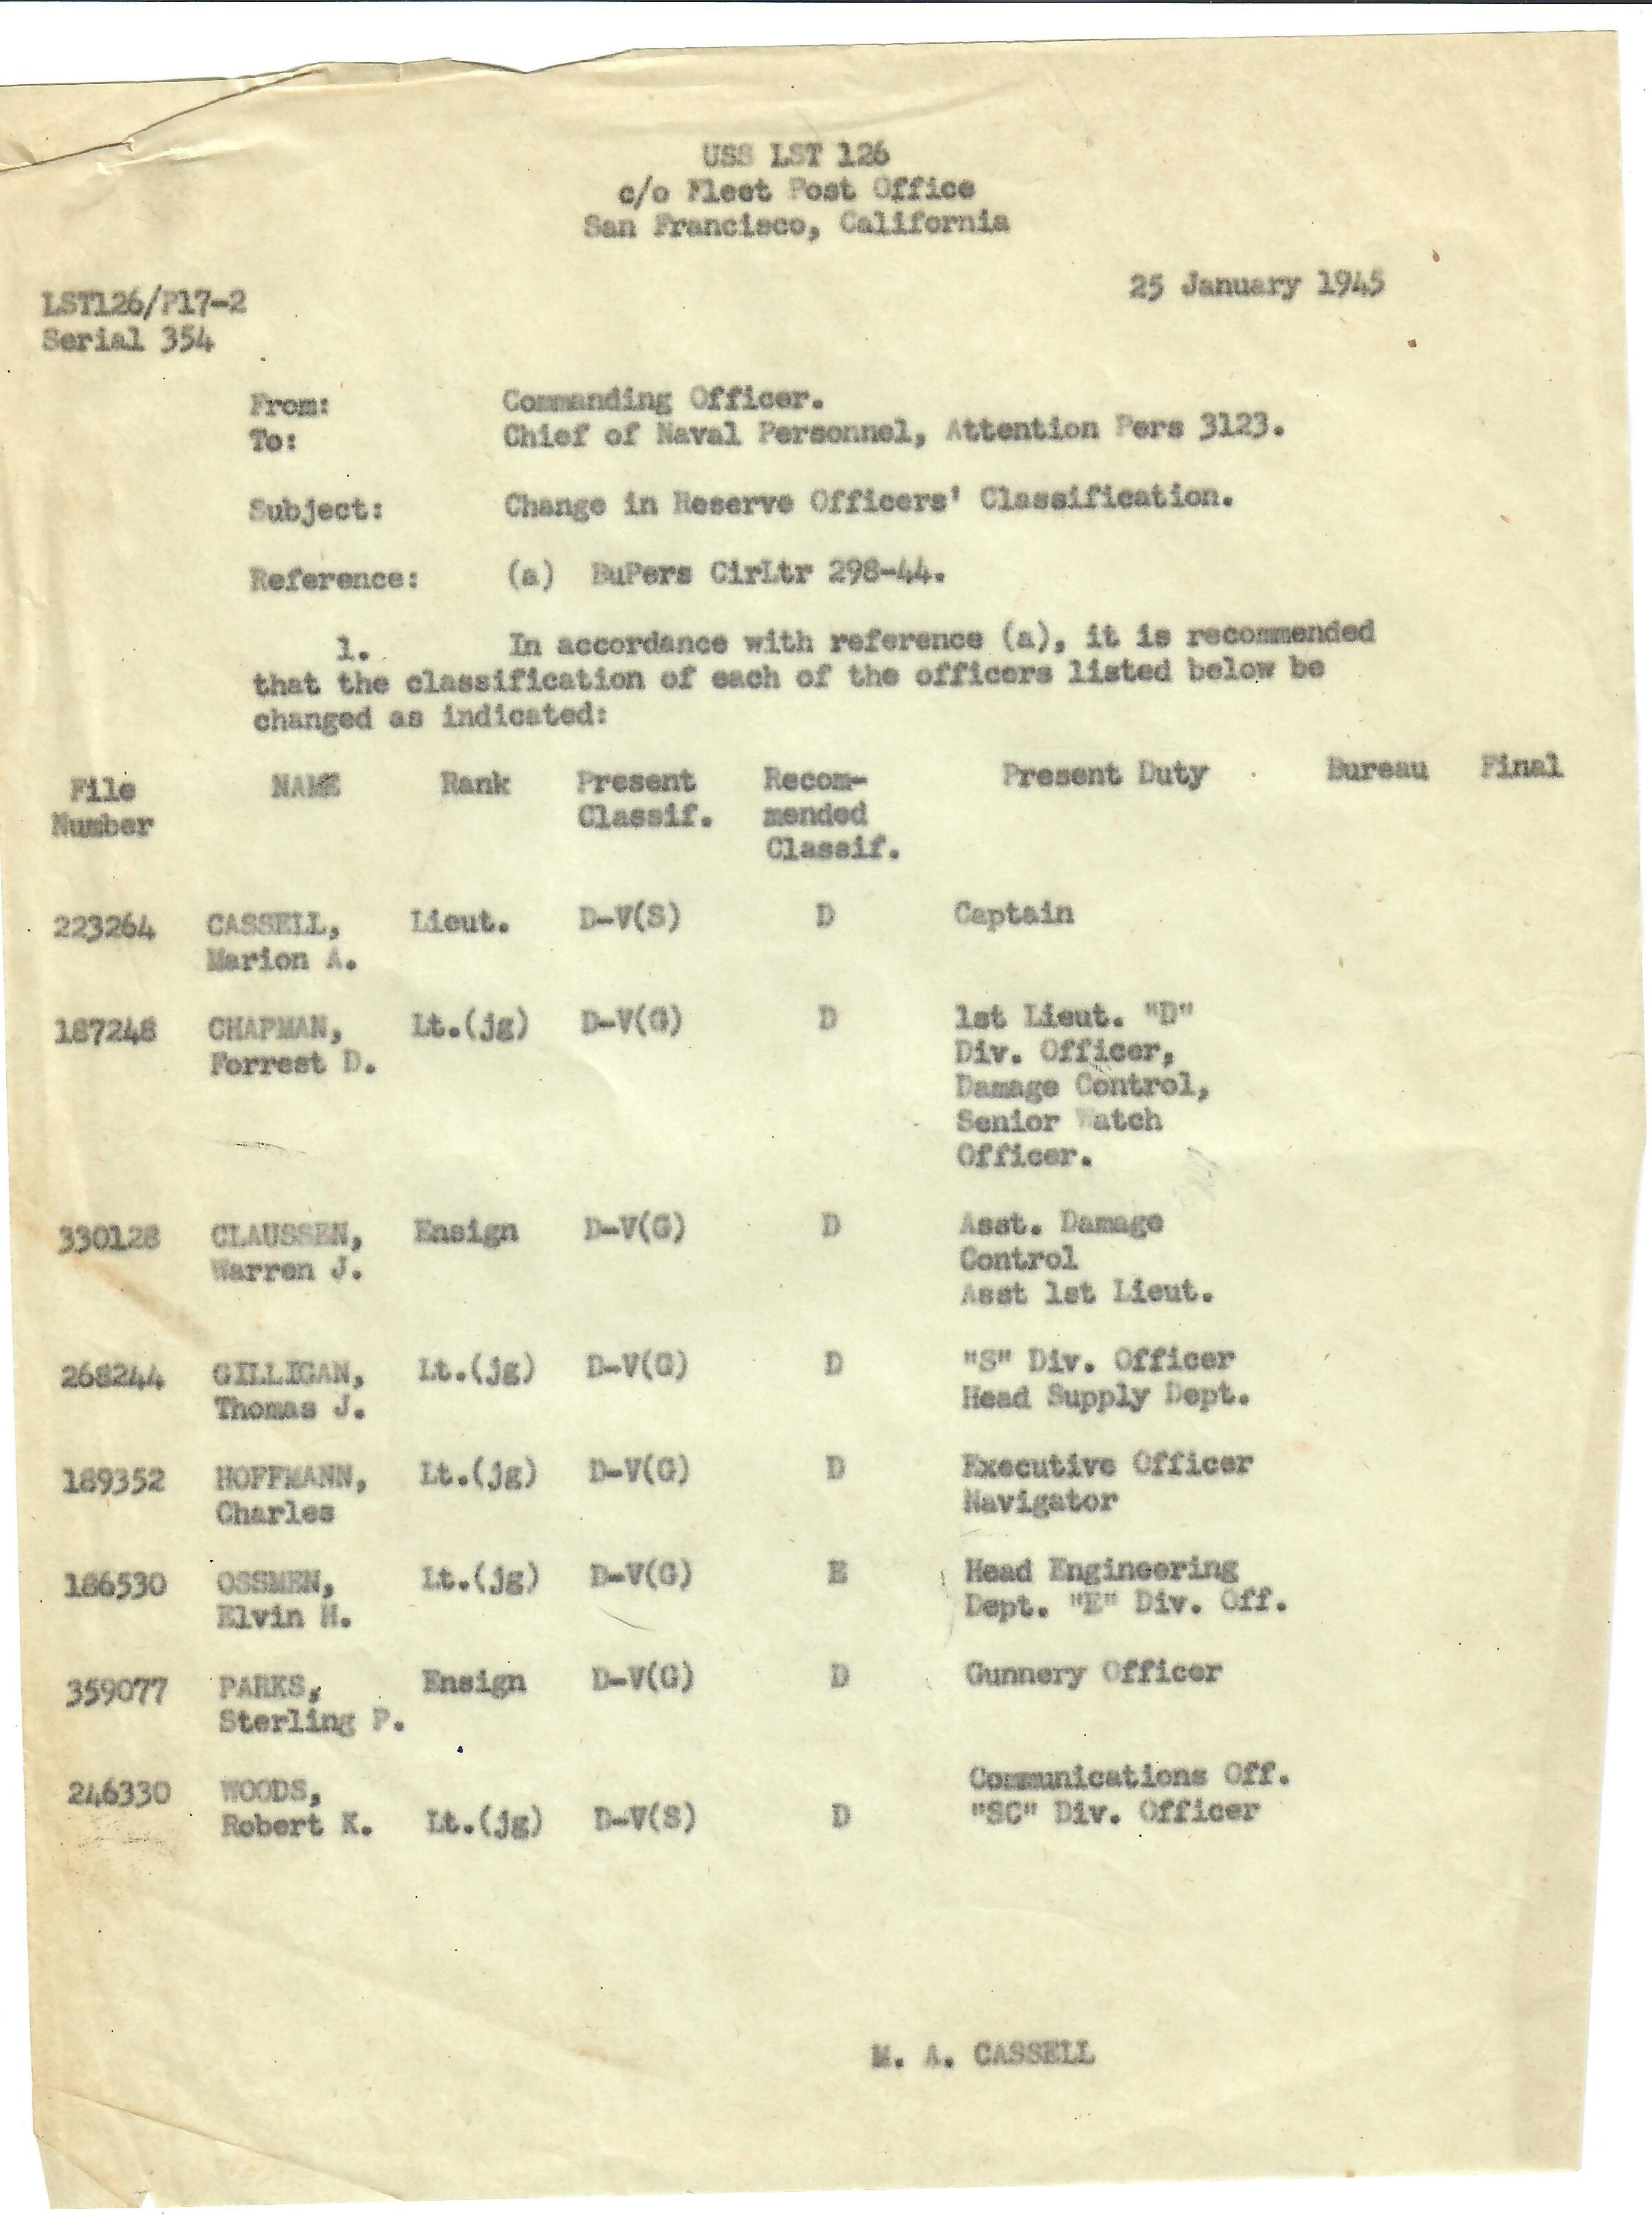 USS LST 126
c/o Fleet Post Office
San Francisco, California
25 January 1945
LST126/P17-2
Serial 354
From: Commanding Officer.
To: Chief of Naval Personnel, Attention Pers 3123.
Subject: Change in Reserve Officers' Classification.
Reference: (a) BuPers CirLtr 298-44.
1. In accordance with reference (a), it is recommended
that the classification of each of the officers listed below be
changed as indicated:
File NAME Rank Present Recom- Present Duty Bureau Final
Number Classif. mended
Classif.
223264 CASSELL, Lieut. D-V(S) D Captain
Marion A.
187248 CHAPMAN, Lt.(jg) D-V(G) D 1st Lieut. "D"
Forrest D. Div. Officer,
Damage Control,
Senior Watch
Officer.
330128 CLAUSSEN, Ensign D-V(G) D Asst. Damage
Warren J. Control
Asst 1st Lieut.
268244 GILLIGAN, Lt.(jg) D-V(G) D "S" Div. Officer
Thomas J. Head Supply Dept.
189352 HOFFMANN, Lt.(jg) D-V(G) D Executive Officer
Charles Navigator
186530 OSSMEN, Lt.(jg) D-V(G) E Head Engineering
Elvin H. Dept. "E" Div. Off.
359077 PARKS, Ensign D-V(G) D Gunnery Officer
Sterling P.
246330 WOODS, Communications Off.
Robert K. Lt.(jg) D-V(S) D "SC" Div. Officer
M. A. CASSELL